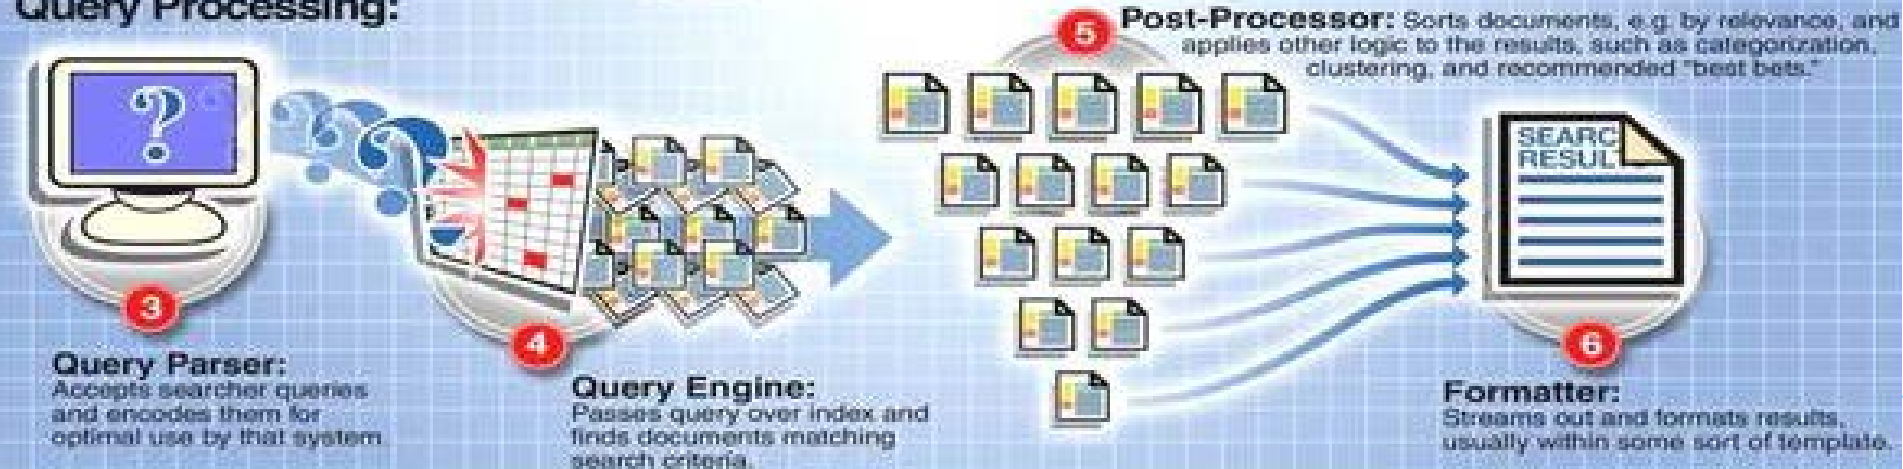 Query Processing:
5
Post-Processor: Sorts documents, e.g. by relevance, and
applies other logic to the results, such as categorization,
clustering, and recommended "best bets."
?
? ? ?
SEARC
RESUL
3
Query Parser:
Accepts searcher queries
and encodes them for
optimal use by that system.
4
Query Engine:
Passes query over index and
finds documents matching
search criteria.
6
Formatter:
Streams out and formats results,
usually within some sort of template.